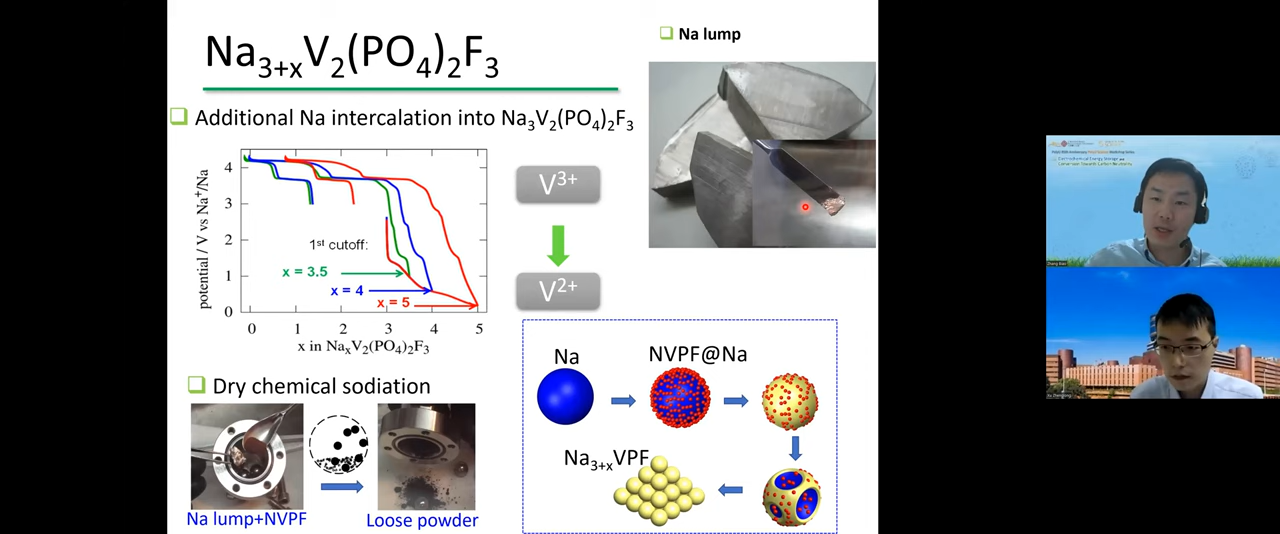 Na3+xV2(PO4)2F3
Na lump
Additional Na intercalation into Na3V2(PO4)2F3
potential / V vs Na+/Na
4
3
2
1
0
1st cutoff:
x = 3.5
x = 4
x = 5
0 1 2 3 4 5
x in NaxV2(PO4)2F3
V3+
V2+
Dry chemical sodiation
Na lump+NVPF
Loose powder
Na
NVPF@Na
Na3+xVPF